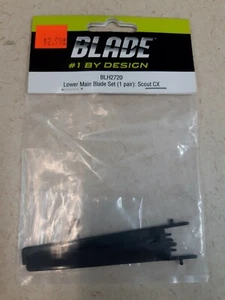 BLADE
#1 BY DESIGN
BLH2720
Lower Main Blade Set (1 pair): Scout CX